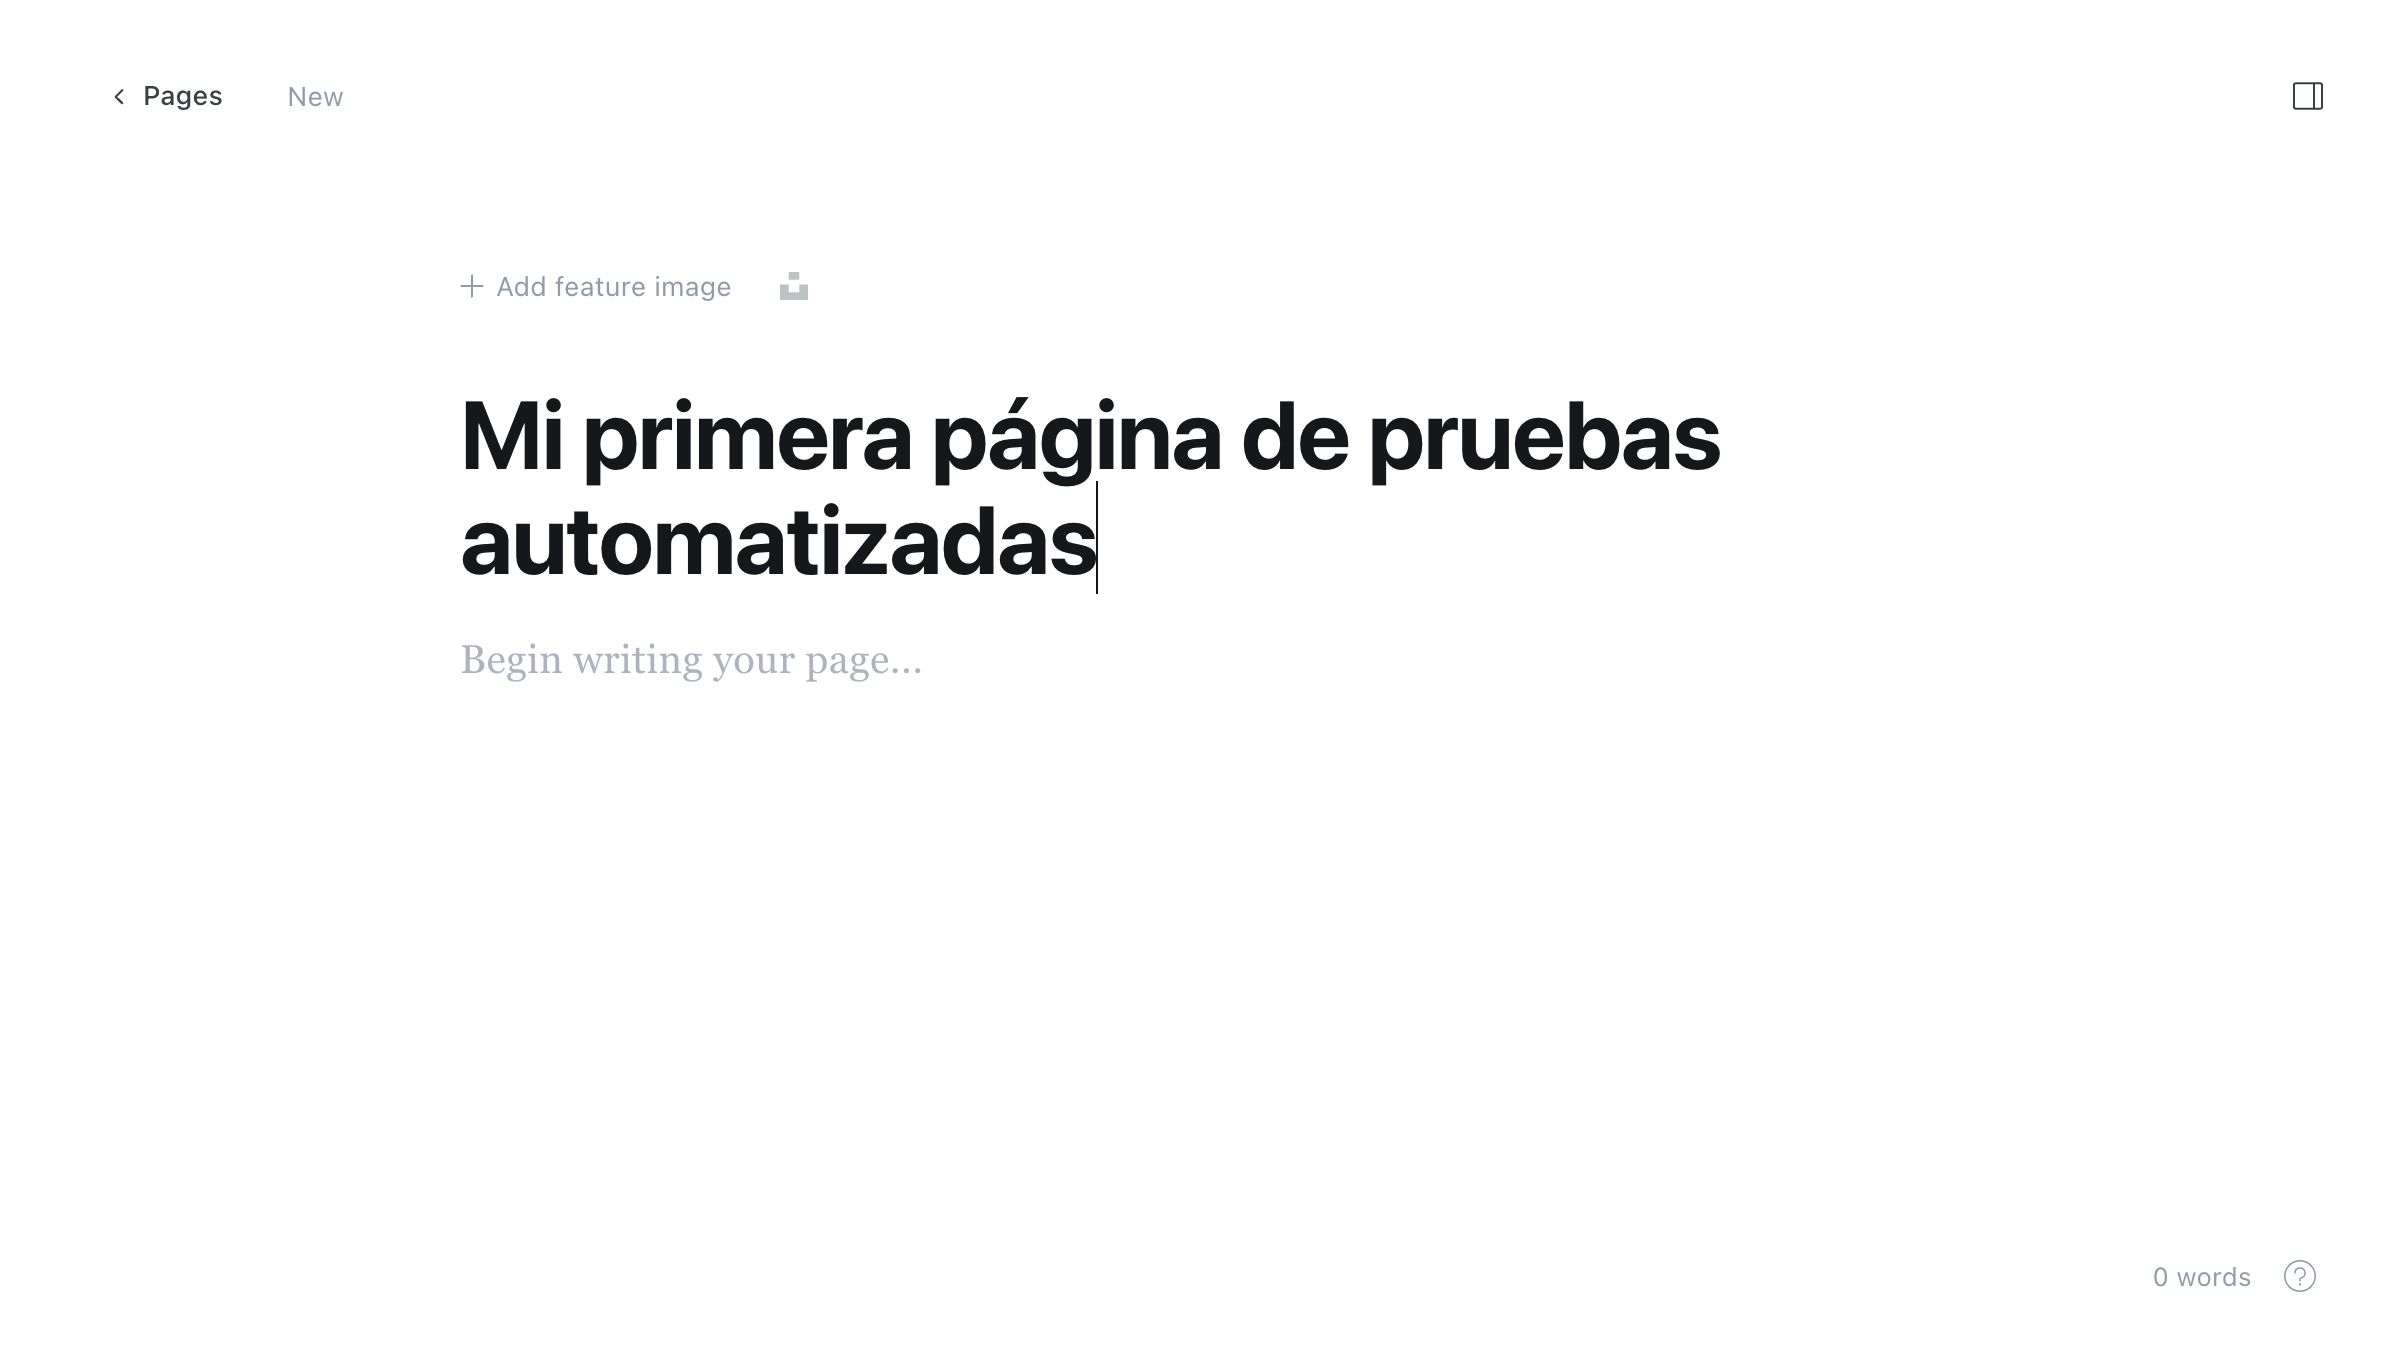 Pages New
Add feature image
Mi primera página de pruebas
automatizadas
Begin writing your page...
0 words ?